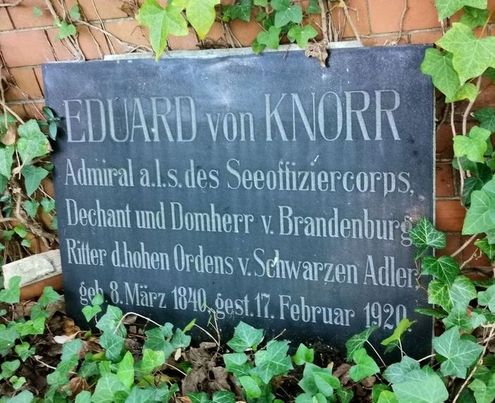 EDUARD von KNORR
Admiral a.l.s. des Seeoffiziercorps,
Dechant und Domherr v. Brandenburg
Ritter d.hohen Ordens v. Schwarzen Adler
geb. 8. März 1840, gest. 17. Februar 1920.